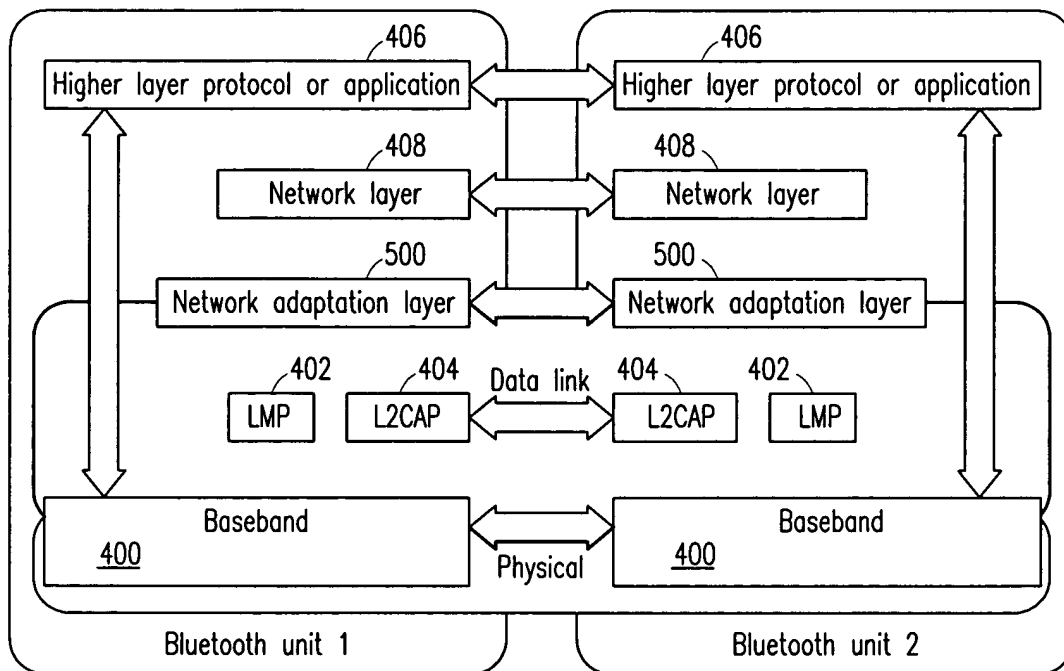 406 406
Higher layer protocol or application Higher layer protocol or application
408 408
Network layer Network layer
500 500
Network adaptation layer Network adaptation layer
402 404 Data link 404 402
LMP L2CAP L2CAP LMP
Baseband Baseband
400 Physical 400
Bluetooth unit 1 Bluetooth unit 2